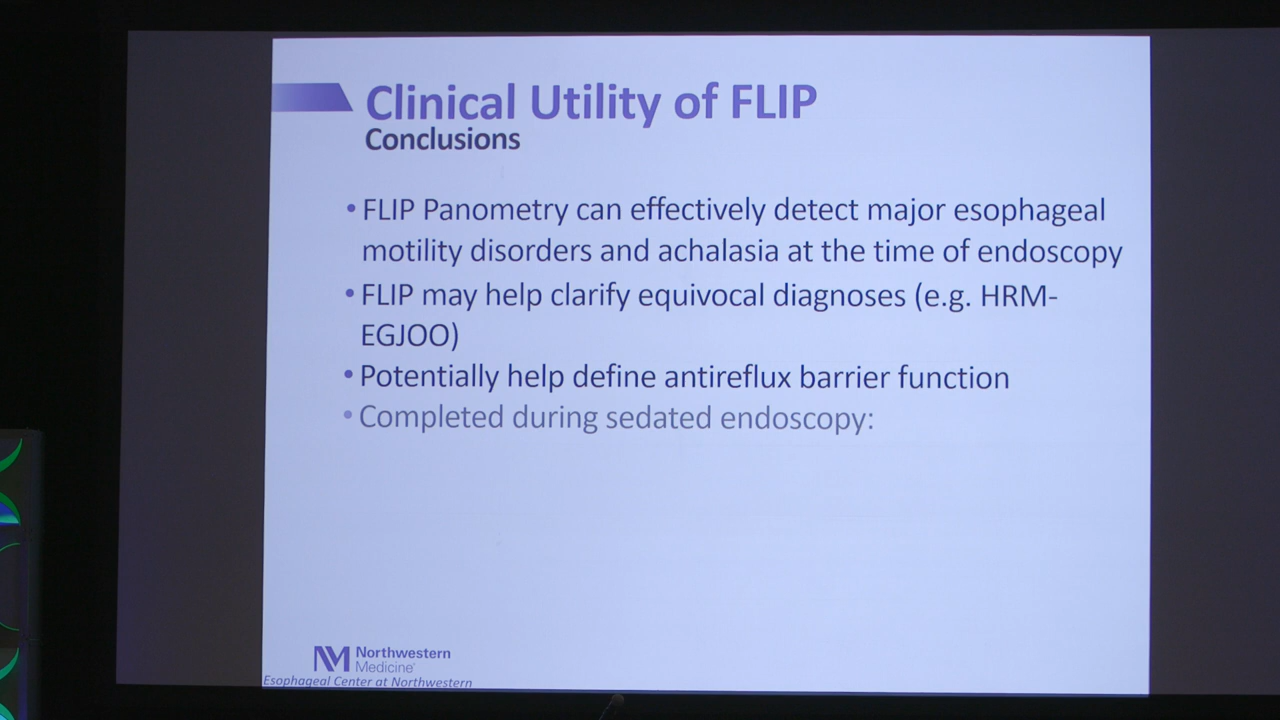 Clinical Utility of FLIP
Conclusions
• FLIP Panometry can effectively detect major esophageal
motility disorders and achalasia at the time of endoscopy
• FLIP may help clarify equivocal diagnoses (e.g. HRM-
EGJOO)
• Potentially help define antireflux barrier function
• Completed during sedated endoscopy:
NM Northwestern
Medicine
Esophageal Center at Northwestern